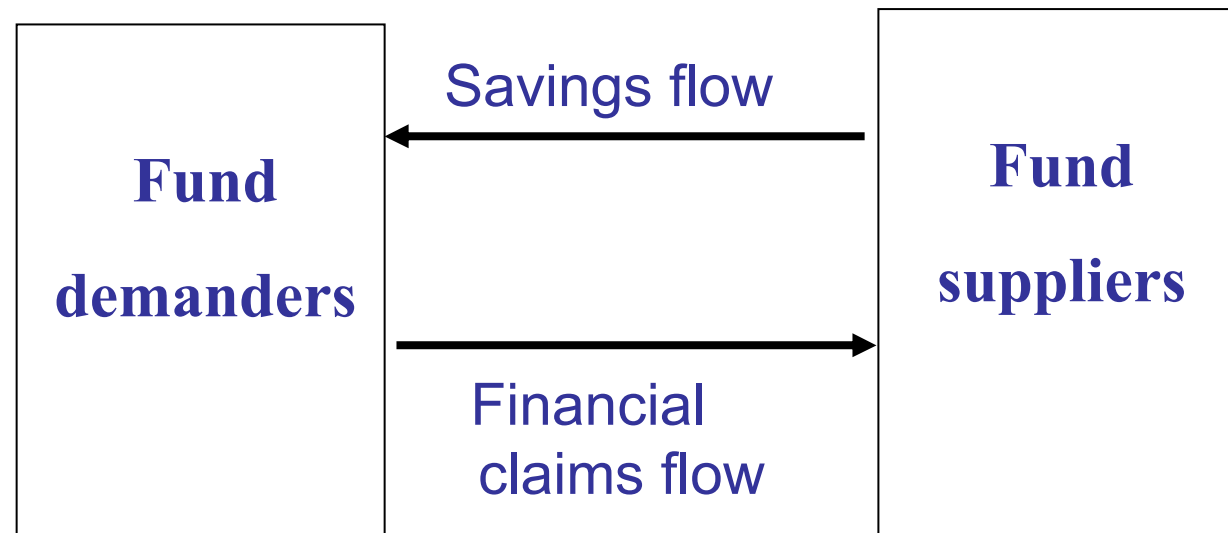 Fund
demanders
Savings flow
Financial
claims flow
Fund
suppliers